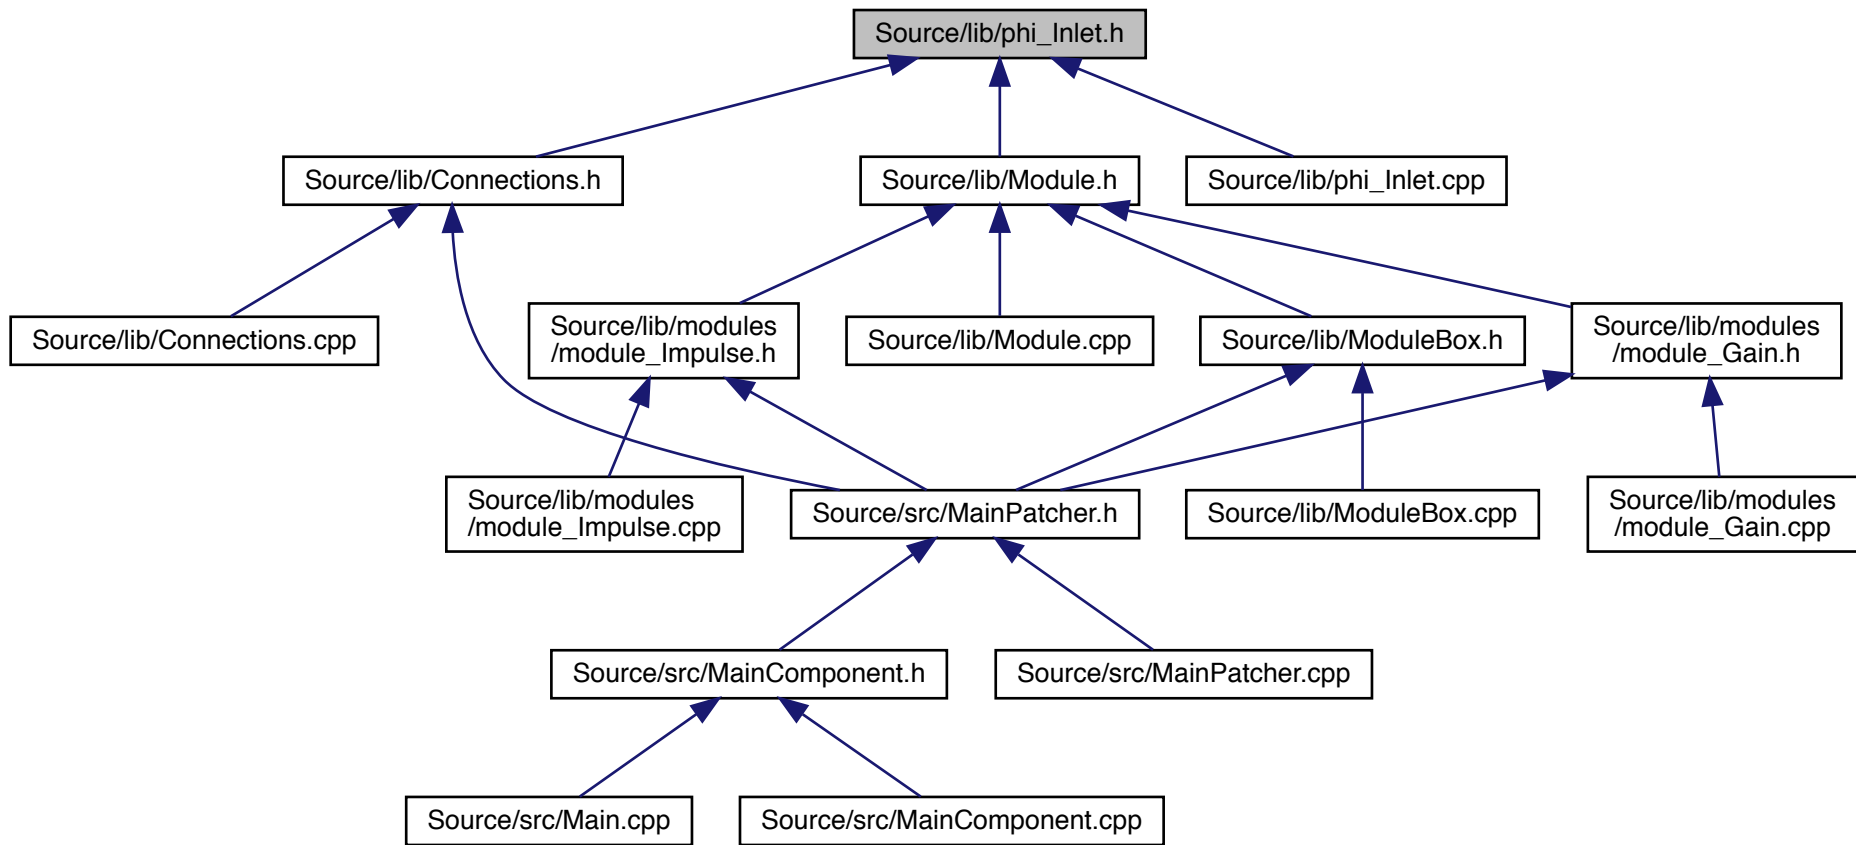 Source/lib/phi_Inlet.h
Source/lib/Connections.h
Source/lib/Module.h
Source/lib/phi_Inlet.cpp
Source/lib/Connections.cpp
Source/lib/modules
/module_Impulse.h
Source/lib/Module.cpp
Source/lib/ModuleBox.h
Source/lib/modules
/module_Gain.h
Source/lib/modules
/module_Impulse.cpp
Source/src/MainPatcher.h
Source/lib/ModuleBox.cpp
Source/lib/modules
/module_Gain.cpp
Source/src/MainComponent.h
Source/src/MainPatcher.cpp
Source/src/Main.cpp
Source/src/MainComponent.cpp